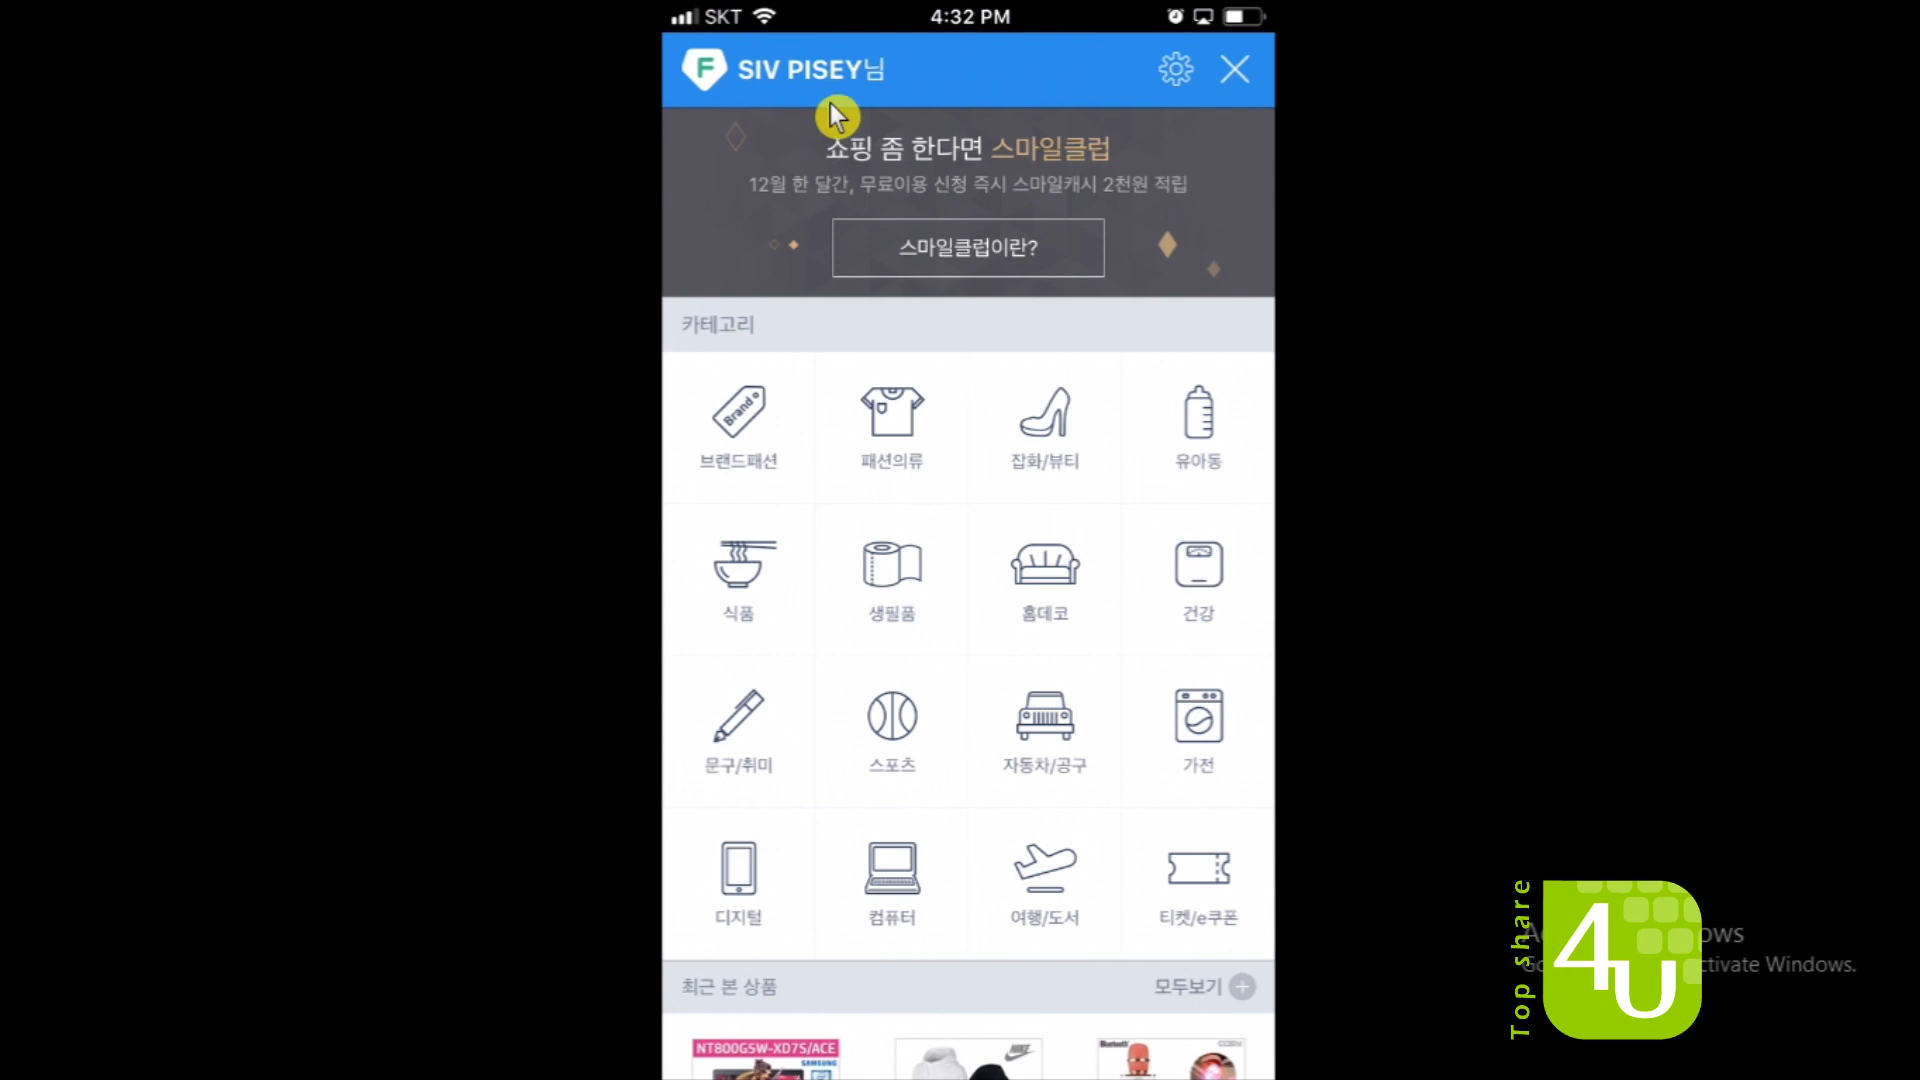 SKT 4:32 PM
F SIV PISEY님
쇼핑 좀 한다면 스마일클럽
12월 한 달간, 무료이용 신청 즉시 스마일캐시 2천원 적립
스마일클럽이란?
카테고리
Brand
브랜드패션 패션의류 잡화/뷰티 유아동
식품 생필품 홈데코 건강
문구/취미 스포츠 자동차/공구 가전
디지털 컴퓨터 여행/도서 티켓/e쿠폰
최근 본 상품 모두보기
NT800G5W-XD7S/ACE
SAMSUNG
NIKE
Bluetooth
Top share
4U
ows
ctivate Windows.